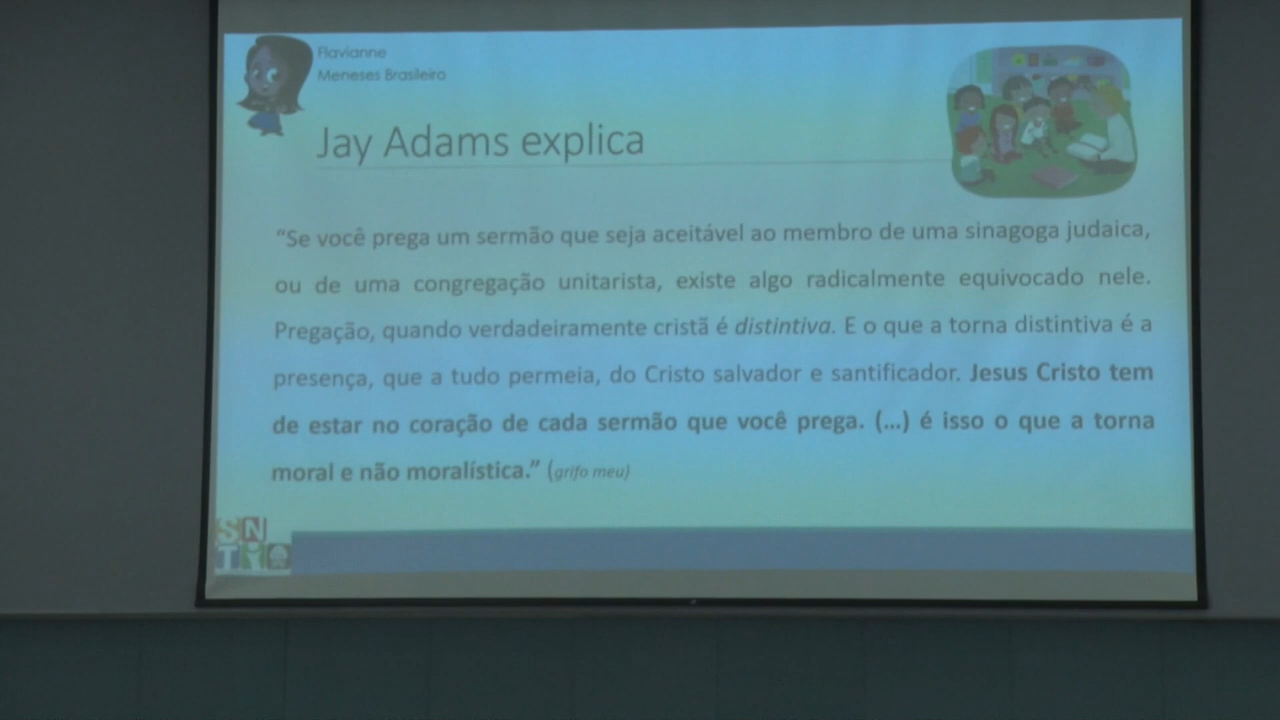 Flavianne
Meneses Brasileiro
Jay Adams explica
“Se você prega um sermão que seja aceitável ao membro de uma sinagoga judaica,
ou de uma congregação unitarista, existe algo radicalmente equivocado nele.
Pregação, quando verdadeiramente cristã é distintiva. E o que a torna distintiva é a
presença, que a tudo permeia, do Cristo salvador e santificador. Jesus Cristo tem
de estar no coração de cada sermão que você prega. (...) é isso o que a torna
moral e não moralística.” (grifo meu)
SN
TI